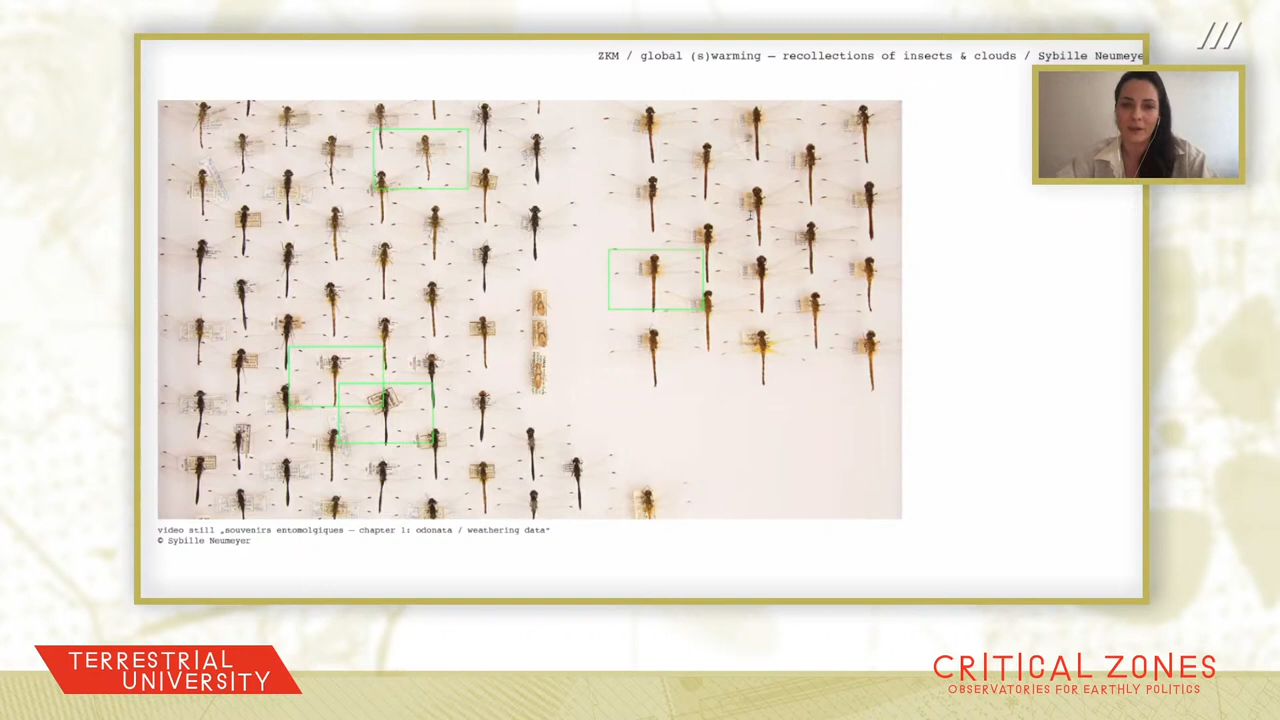 ZKM / global (s)warming — recollections of insects & clouds / Sybille Neumeye
video still „souvenirs entomolgiques — chapter 1: odonata / weathering data"
© Sybille Neumeyer
TERRESTRIAL
UNIVERSITY
CRITICAL ZONES
OBSERVATORIES FOR EARTHLY POLITICS